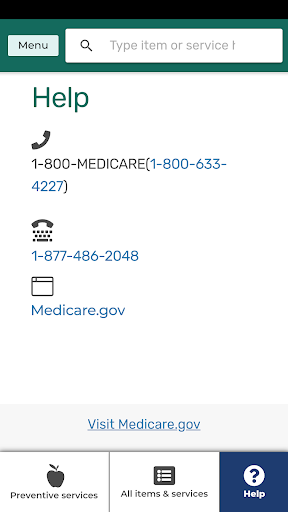 Menu
Type item or service h
Help
1-800-MEDICARE(1-800-633-
4227)
1-877-486-2048
Medicare.gov
Visit Medicare.gov
Preventive services
All items & services
Help